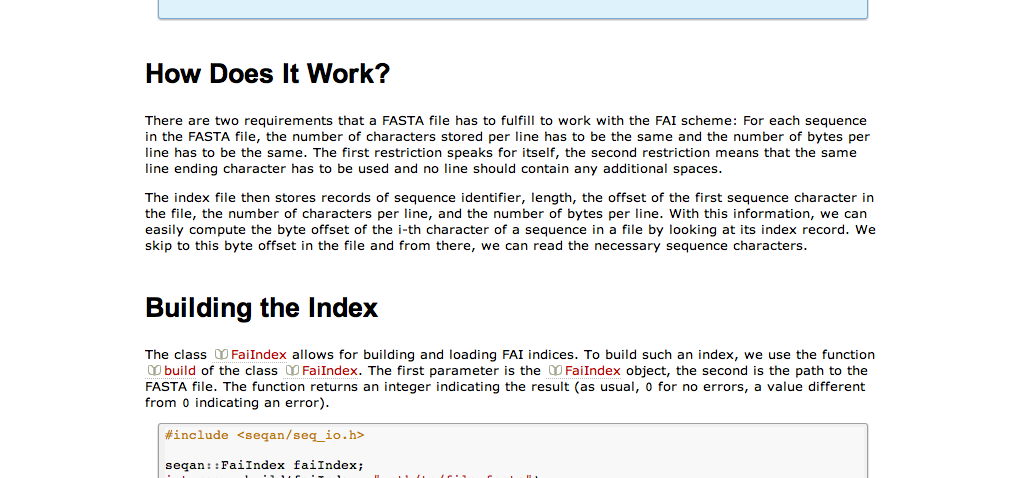 How Does It Work?
There are two requirements that a FASTA file has to fulfill to work with the FAI scheme: For each sequence
in the FASTA file, the number of characters stored per line has to be the same and the number of bytes per
line has to be the same. The first restriction speaks for itself, the second restriction means that the same
line ending character has to be used and no line should contain any additional spaces.
The index file then stores records of sequence identifier, length, the offset of the first sequence character in
the file, the number of characters per line, and the number of bytes per line. With this information, we can
easily compute the byte offset of the i-th character of a sequence in a file by looking at its index record. We
skip to this byte offset in the file and from there, we can read the necessary sequence characters.
Building the Index
The class FaiIndex allows for building and loading FAI indices. To build such an index, we use the function
build of the class FaiIndex. The first parameter is the FaiIndex object, the second is the path to the
FASTA file. The function returns an integer indicating the result (as usual, 0 for no errors, a value different
from 0 indicating an error).
#include <seqan/seq_io.h>
seqan::FaiIndex faiIndex;